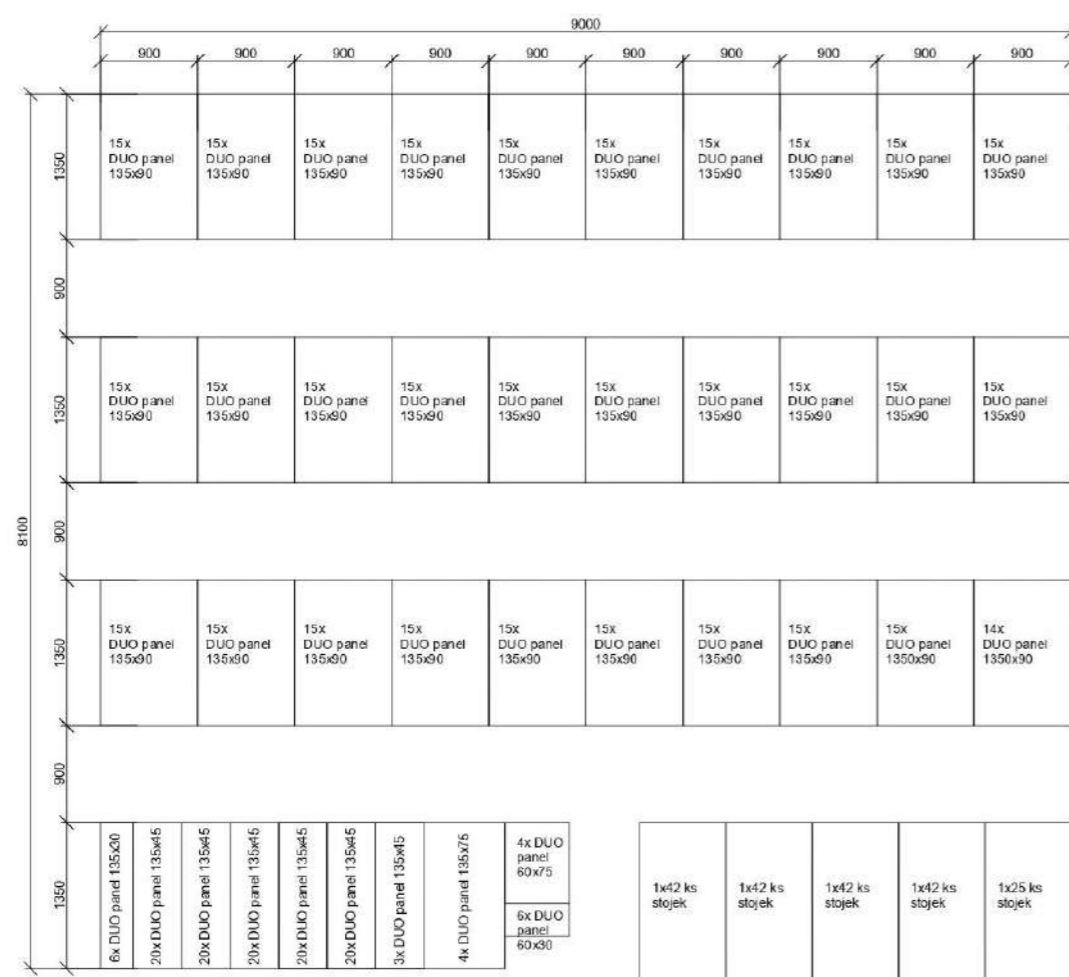 9000
900 900 900 900 900 900 900 900 900 900
8100
1350
900
1350
900
1350
900
1350
15x
DUO panel
135x90
15x
DUO panel
135x90
15x
DUO panel
135x90
15x
DUO panel
135x90
15x
DUO panel
135x90
15x
DUO panel
135x90
15x
DUO panel
135x90
15x
DUO panel
135x90
15x
DUO panel
135x90
15x
DUO panel
135x90
15x
DUO panel
135x90
15x
DUO panel
135x90
15x
DUO panel
135x90
15x
DUO panel
135x90
15x
DUO panel
135x90
15x
DUO panel
135x90
15x
DUO panel
135x90
15x
DUO panel
135x90
15x
DUO panel
135x90
15x
DUO panel
135x90
15x
DUO panel
135x90
15x
DUO panel
135x90
15x
DUO panel
135x90
15x
DUO panel
135x90
15x
DUO panel
135x90
15x
DUO panel
135x90
15x
DUO panel
135x90
15x
DUO panel
135x90
15x
DUO panel
1350x90
14x
DUO panel
1350x90
6x DUO panel 135x30
20x DUO panel 135x45
20x DUO panel 135x45
20x DUO panel 135x45
20x DUO panel 135x45
20x DUO panel 135x45
3x DUO panel 135x45
4x DUO panel 135x75
4x DUO
panel
60x75
6x DUO
panel
60x30
1x42 ks
stojek
1x42 ks
stojek
1x42 ks
stojek
1x42 ks
stojek
1x25 ks
stojek